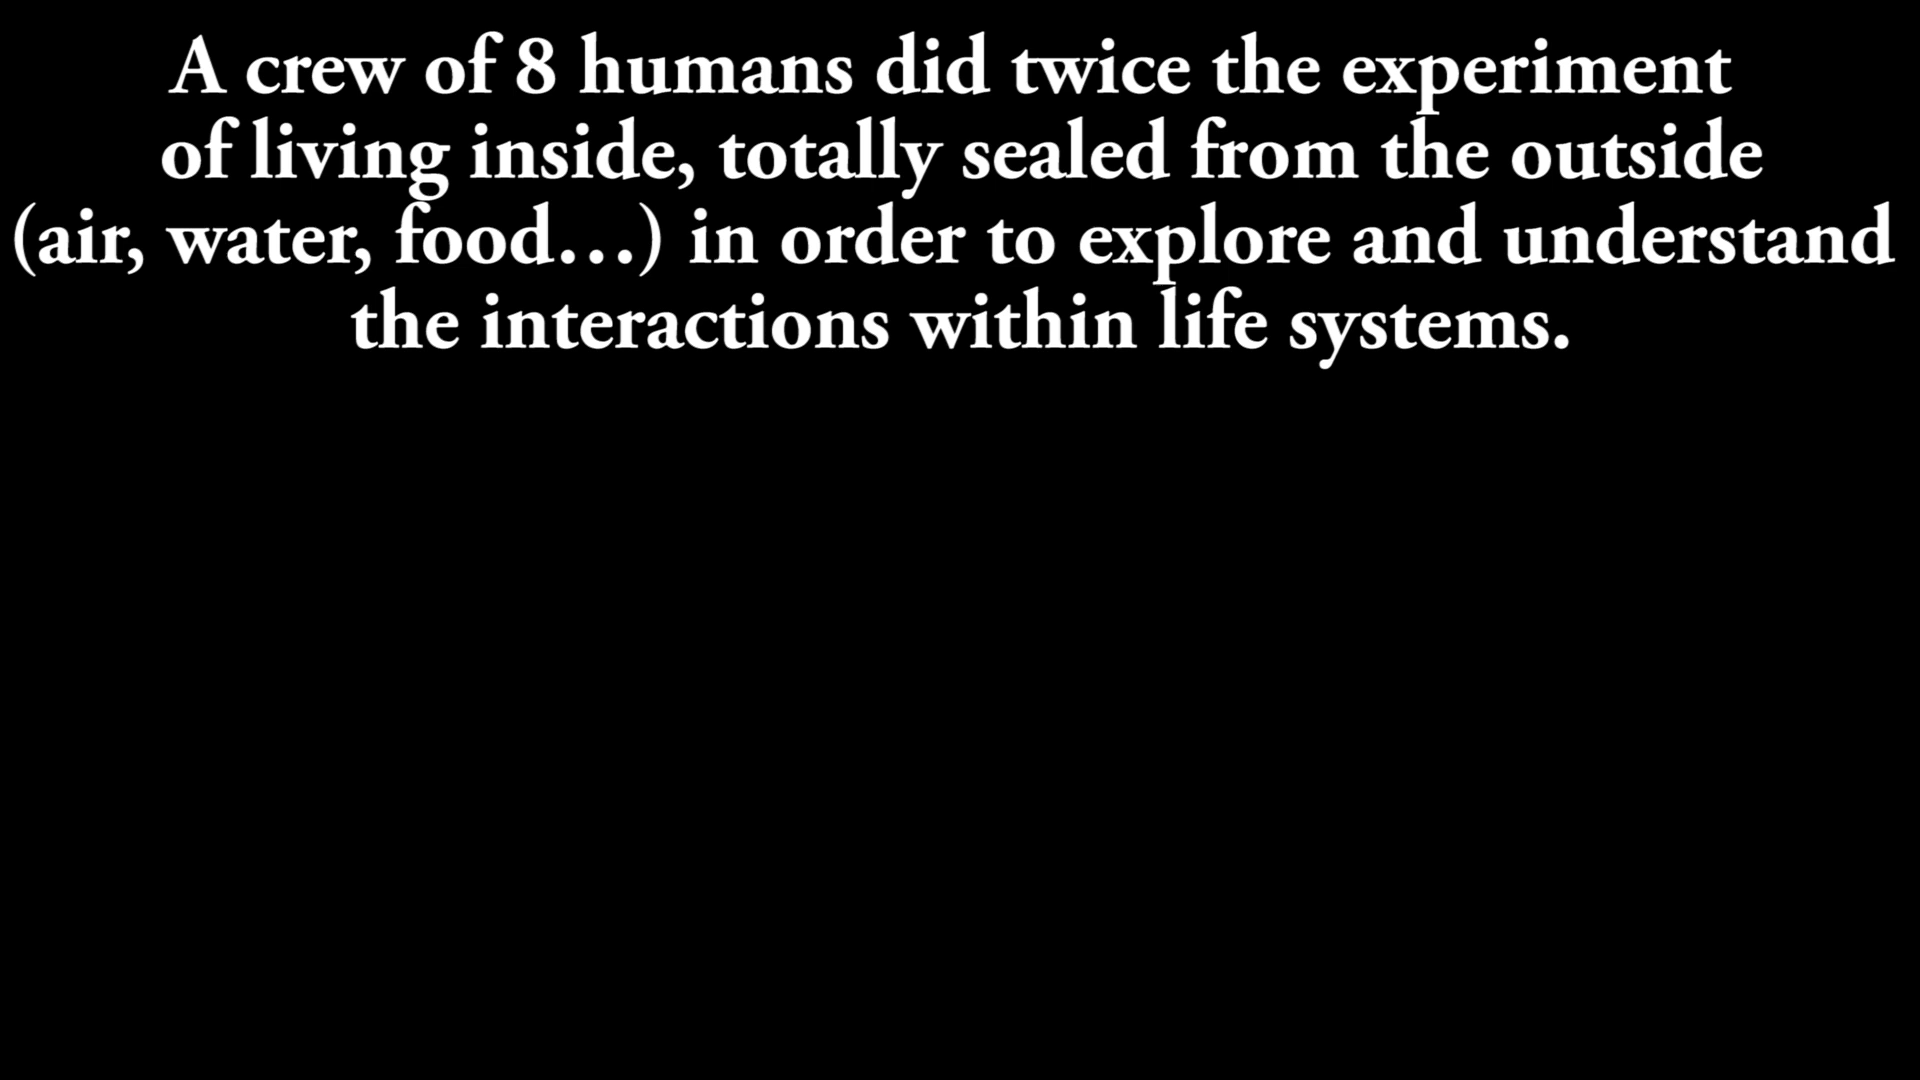 A crew of 8 humans did twice the experiment
of living inside, totally sealed from the outside
(air, water, food…) in order to explore and understand
the interactions within life systems.